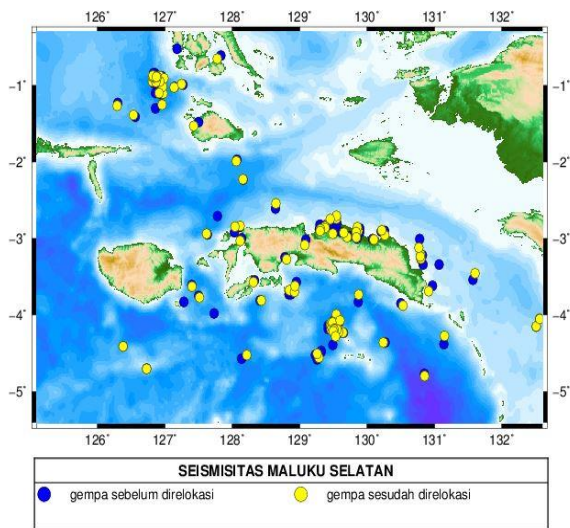 126˚ 127˚ 128˚ 129˚ 130˚ 131˚ 132˚
−1˚ −1˚
−2˚ −2˚
−3˚ −3˚
−4˚ −4˚
−5˚ −5˚
126˚ 127˚ 128˚ 129˚ 130˚ 131˚ 132˚
SEISMISITAS MALUKU SELATAN
gempa sebelum direlokasi gempa sesudah direlokasi